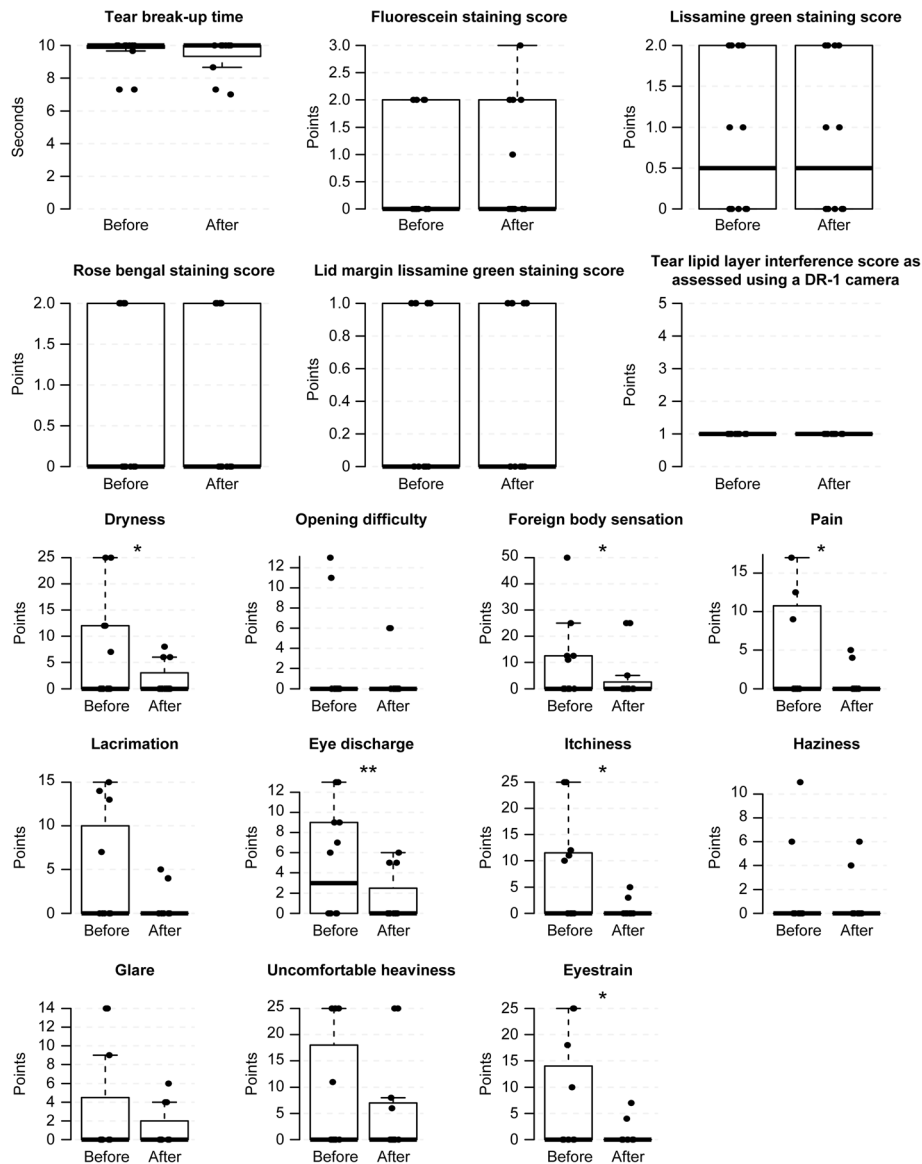 Tear break-up time
Seconds
10
8
6
4
2
0
Before
After
Fluorescein staining score
Points
3.0
2.5
2.0
1.5
1.0
0.5
0
Before
After
Lissamine green staining score
Points
2.0
1.5
1.0
0.5
0
Before
After
Rose bengal staining score
Points
2.0
1.5
1.0
0.5
0
Before
After
Lid margin lissamine green staining score
Points
1.0
0.8
0.6
0.4
0.2
0
Before
After
Tear lipid layer interference score as
assessed using a DR-1 camera
Points
5
4
3
2
1
0
Before
After
Dryness
*
Points
25
20
15
10
5
0
Before
After
Opening difficulty
Points
12
10
8
6
4
2
0
Before
After
Foreign body sensation
*
Points
50
40
30
20
10
0
Before
After
Pain
*
Points
15
10
5
0
Before
After
Lacrimation
Points
15
10
5
0
Before
After
Eye discharge
**
Points
12
10
8
6
4
2
0
Before
After
Itchiness
*
Points
25
20
15
10
5
0
Before
After
Haziness
Points
10
8
6
4
2
0
Before
After
Glare
Points
14
12
10
8
6
4
2
0
Before
After
Uncomfortable heaviness
Points
25
20
15
10
5
0
Before
After
Eyestrain
*
Points
25
20
15
10
5
0
Before
After